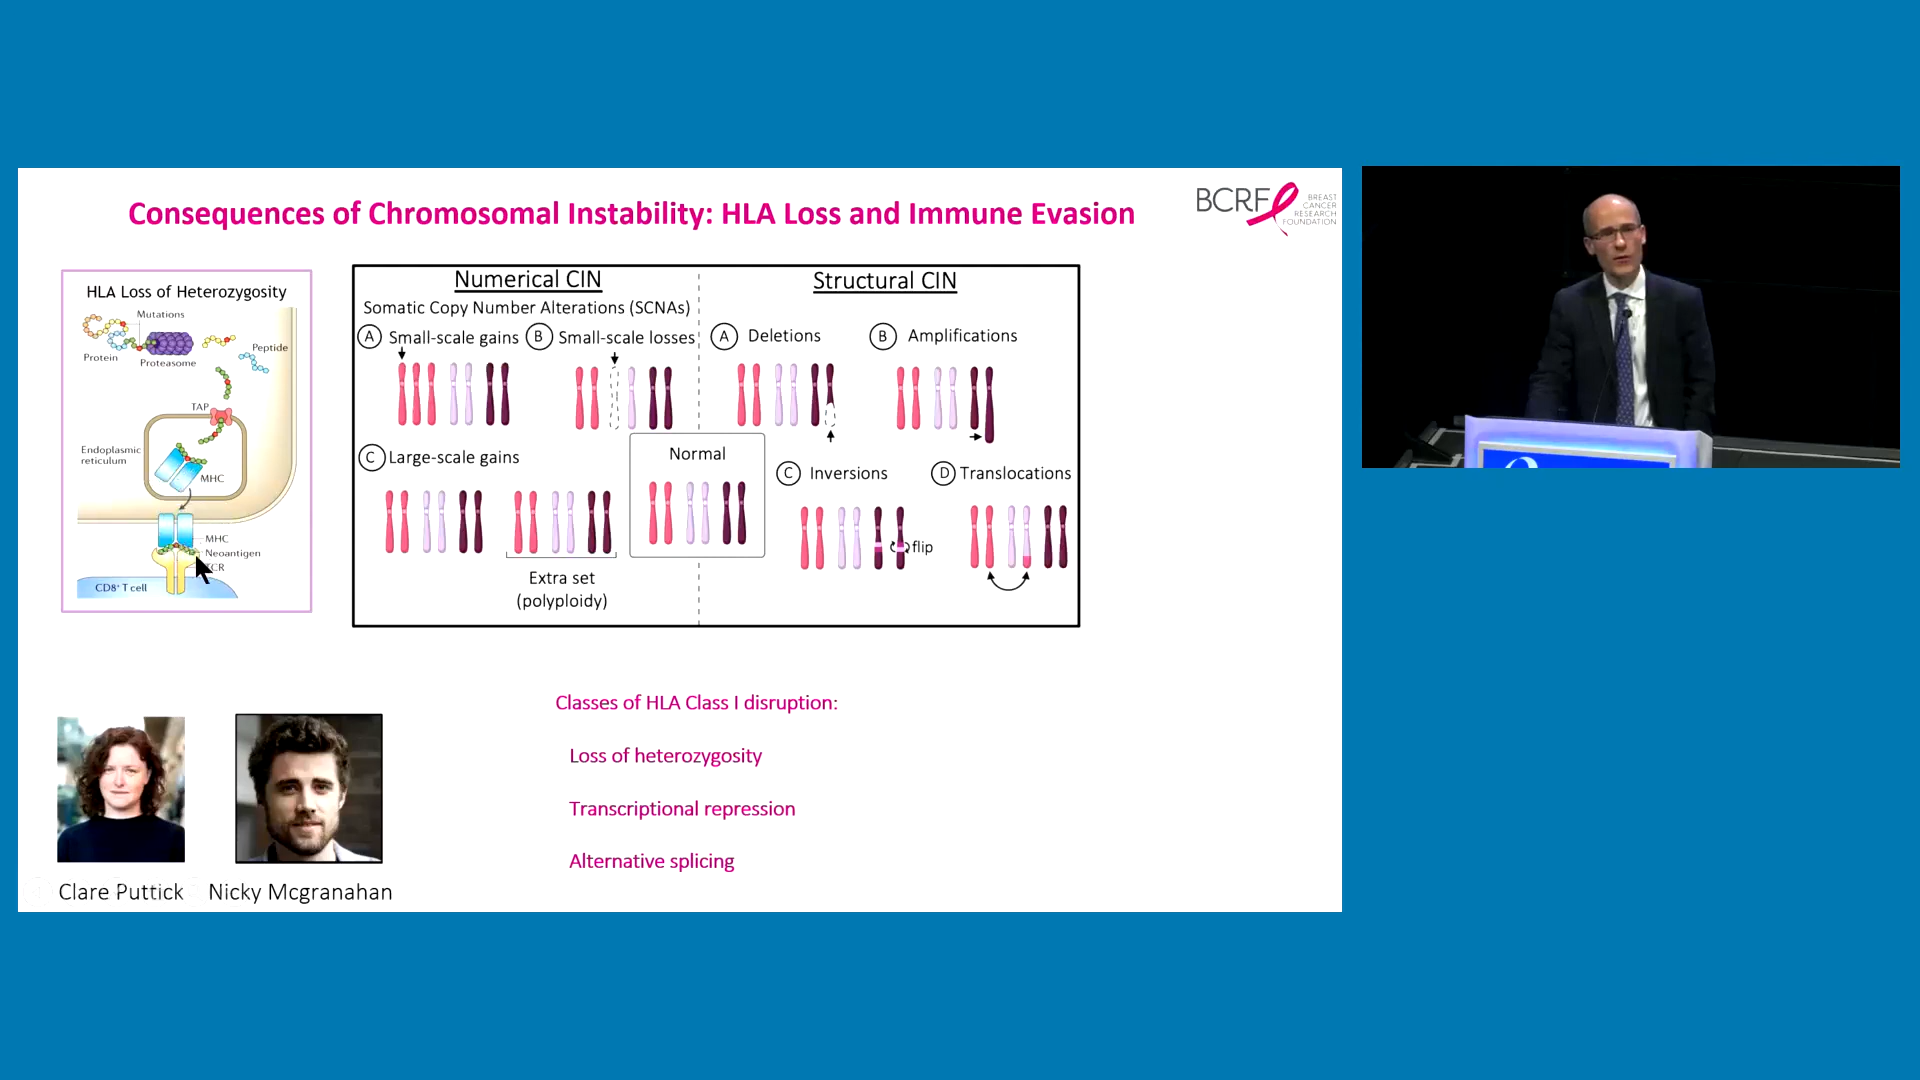 Consequences of Chromosomal Instability: HLA Loss and Immune Evasion
BCRF
BREAST
CANCER
RESEARCH
FOUNDATION
HLA Loss of Heterozygosity
Mutations
Protein
Proteasome
Peptide
TAP
Endoplasmic
reticulum
MHC
MHC
Neoantigen
TCR
CD8⁺ T cell
Numerical CIN
Somatic Copy Number Alterations (SCNAs)
A Small-scale gains
B Small-scale losses
C Large-scale gains
Extra set
(polyploidy)
Normal
Structural CIN
A Deletions
B Amplifications
C Inversions
flip
D Translocations
Classes of HLA Class I disruption:
Loss of heterozygosity
Transcriptional repression
Alternative splicing
Clare Puttick
Nicky Mcgranahan